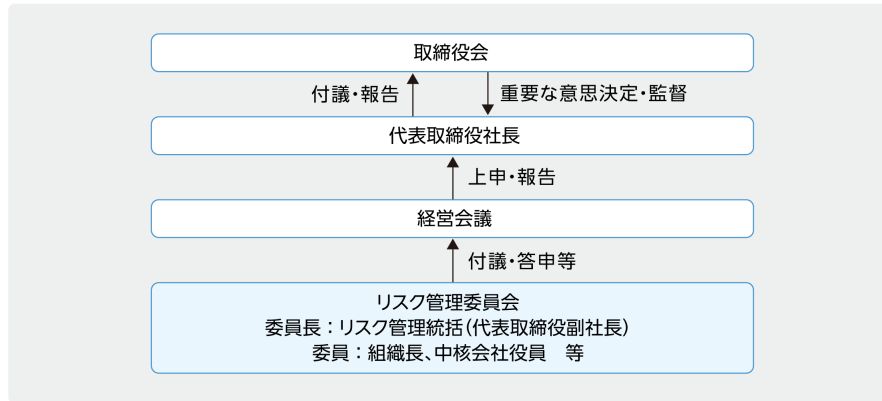 取締役会
付議・報告
重要な意思決定・監督
代表取締役社長
上申・報告
経営会議
付議・答申等
リスク管理委員会
委員長：リスク管理統括（代表取締役副社長）
委員：組織長、中核会社役員　等